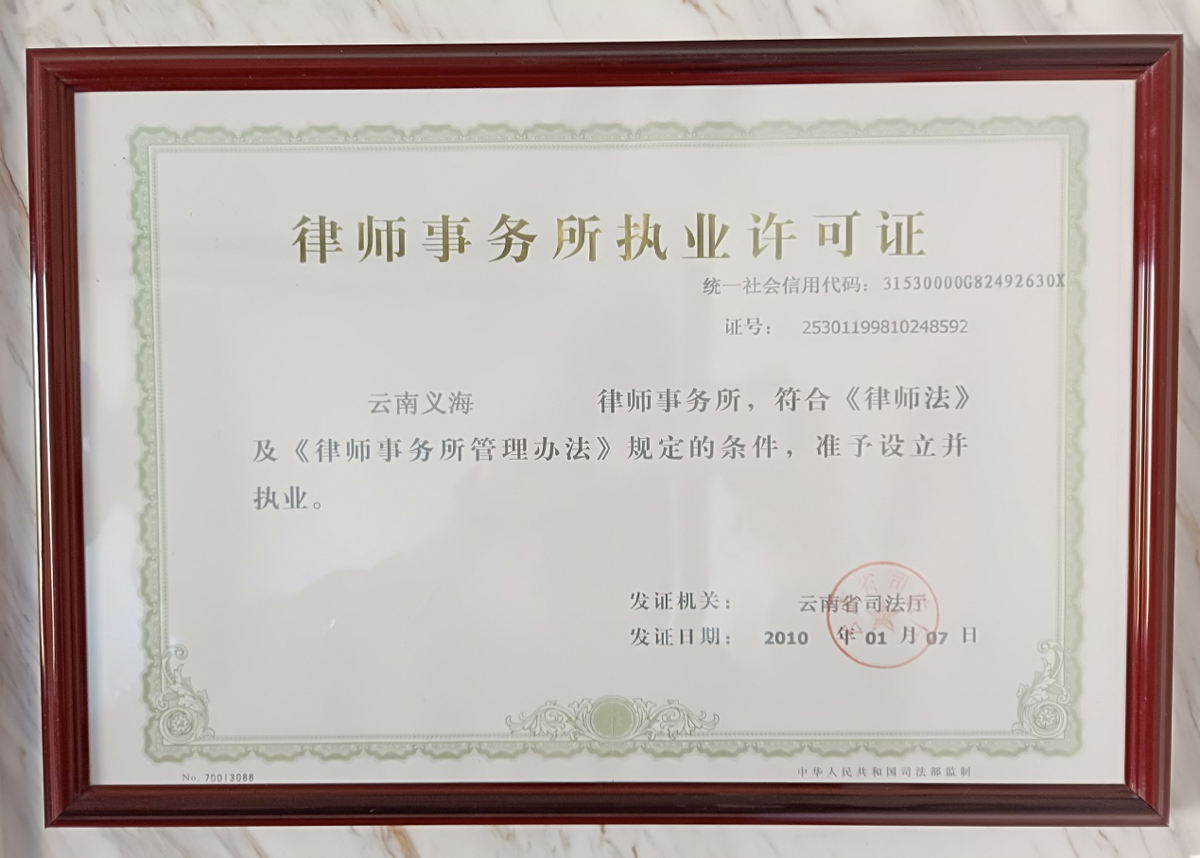 律师事务所执业许可证
统一社会信用代码：31530000G82492630X
证号：25301199810248592
云南义海 律师事务所，符合《律师法》
及《律师事务所管理办法》规定的条件，准予设立并
执业。
发证机关：云南省司法厅
发证日期：2010 年 01 月 07 日
No. 70013088
中华人民共和国司法部监制